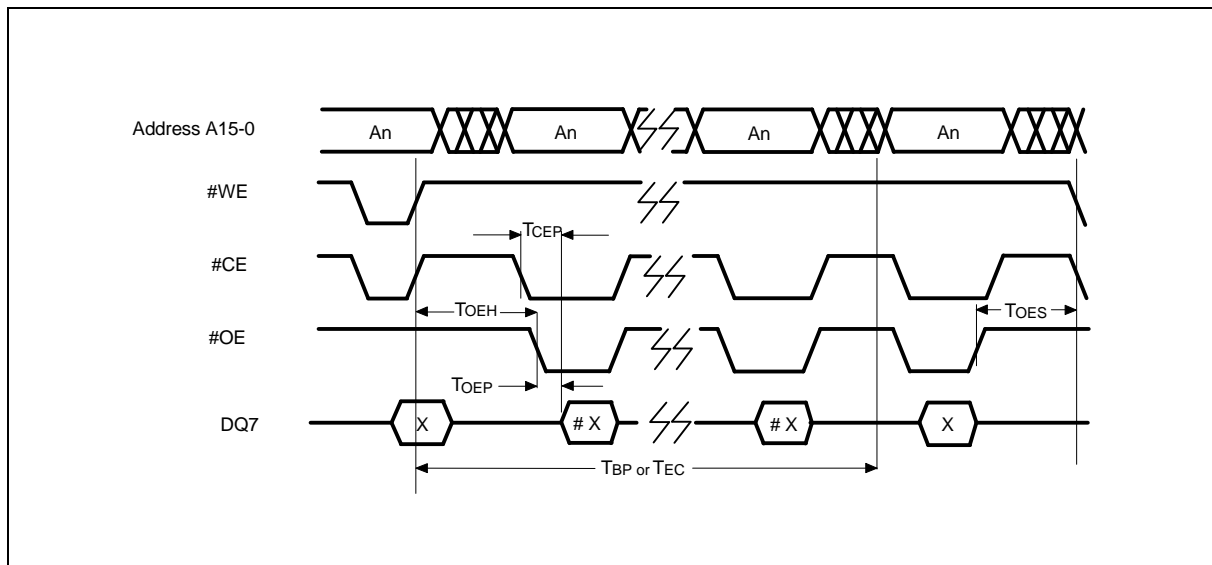 Address A15-0 An An An An
#WE
TCEP
#CE
TOEH TOES
#OE
TOEP
DQ7 X # X # X X
TBP or TEC